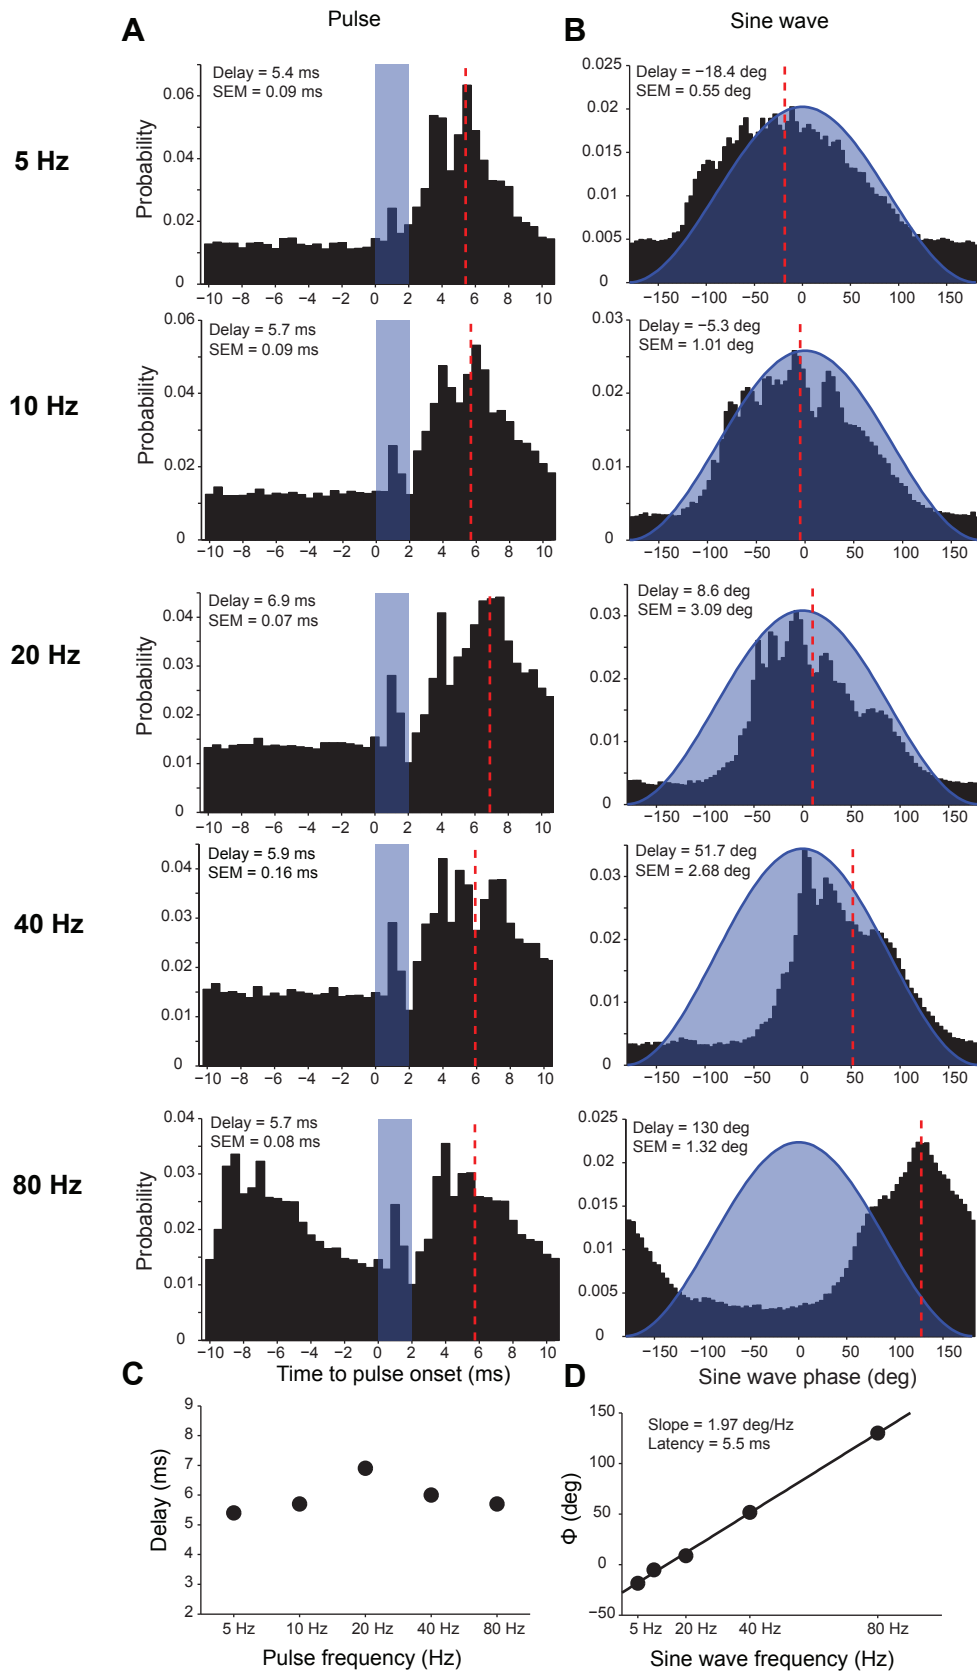 A Pulse B Sine wave
5 Hz
Delay = 5.4 ms
SEM = 0.09 ms
Probability
0.06
0.04
0.02
0
−10 −8 −6 −4 −2 0 2 4 6 8 10
Delay = −18.4 deg
SEM = 0.55 deg
0.025
0.02
0.015
0.01
0.005
0
−150 −100 −50 0 50 100 150
10 Hz
Delay = 5.7 ms
SEM = 0.09 ms
Probability
0.06
0.04
0.02
0
−10 −8 −6 −4 −2 0 2 4 6 8 10
Delay = −5.3 deg
SEM = 1.01 deg
0.03
0.02
0.01
0
−150 −100 −50 0 50 100 150
20 Hz
Delay = 6.9 ms
SEM = 0.07 ms
Probability
0.04
0.03
0.02
0.01
0
−10 −8 −6 −4 −2 0 2 4 6 8 10
Delay = 8.6 deg
SEM = 3.09 deg
0.03
0.02
0.01
0
−150 −100 −50 0 50 100 150
40 Hz
Delay = 5.9 ms
SEM = 0.16 ms
Probability
0.04
0.03
0.02
0.01
0
−10 −8 −6 −4 −2 0 2 4 6 8 10
Delay = 51.7 deg
SEM = 2.68 deg
0.03
0.02
0.01
0
−150 −100 −50 0 50 100 150
80 Hz
Delay = 5.7 ms
SEM = 0.08 ms
Probability
0.04
0.03
0.02
0.01
0
−10 −8 −6 −4 −2 0 2 4 6 8 10
Time to pulse onset (ms)
Delay = 130 deg
SEM = 1.32 deg
0.025
0.02
0.015
0.01
0.005
0
−150 −100 −50 0 50 100 150
Sine wave phase (deg)
C
Delay (ms)
9
8
7
6
5
4
3
2
5 Hz 10 Hz 20 Hz 40 Hz 80 Hz
Pulse frequency (Hz)
D
Slope = 1.97 deg/Hz
Latency = 5.5 ms
Φ (deg)
150
100
50
0
−50
5 Hz 20 Hz 40 Hz 80 Hz
Sine wave frequency (Hz)